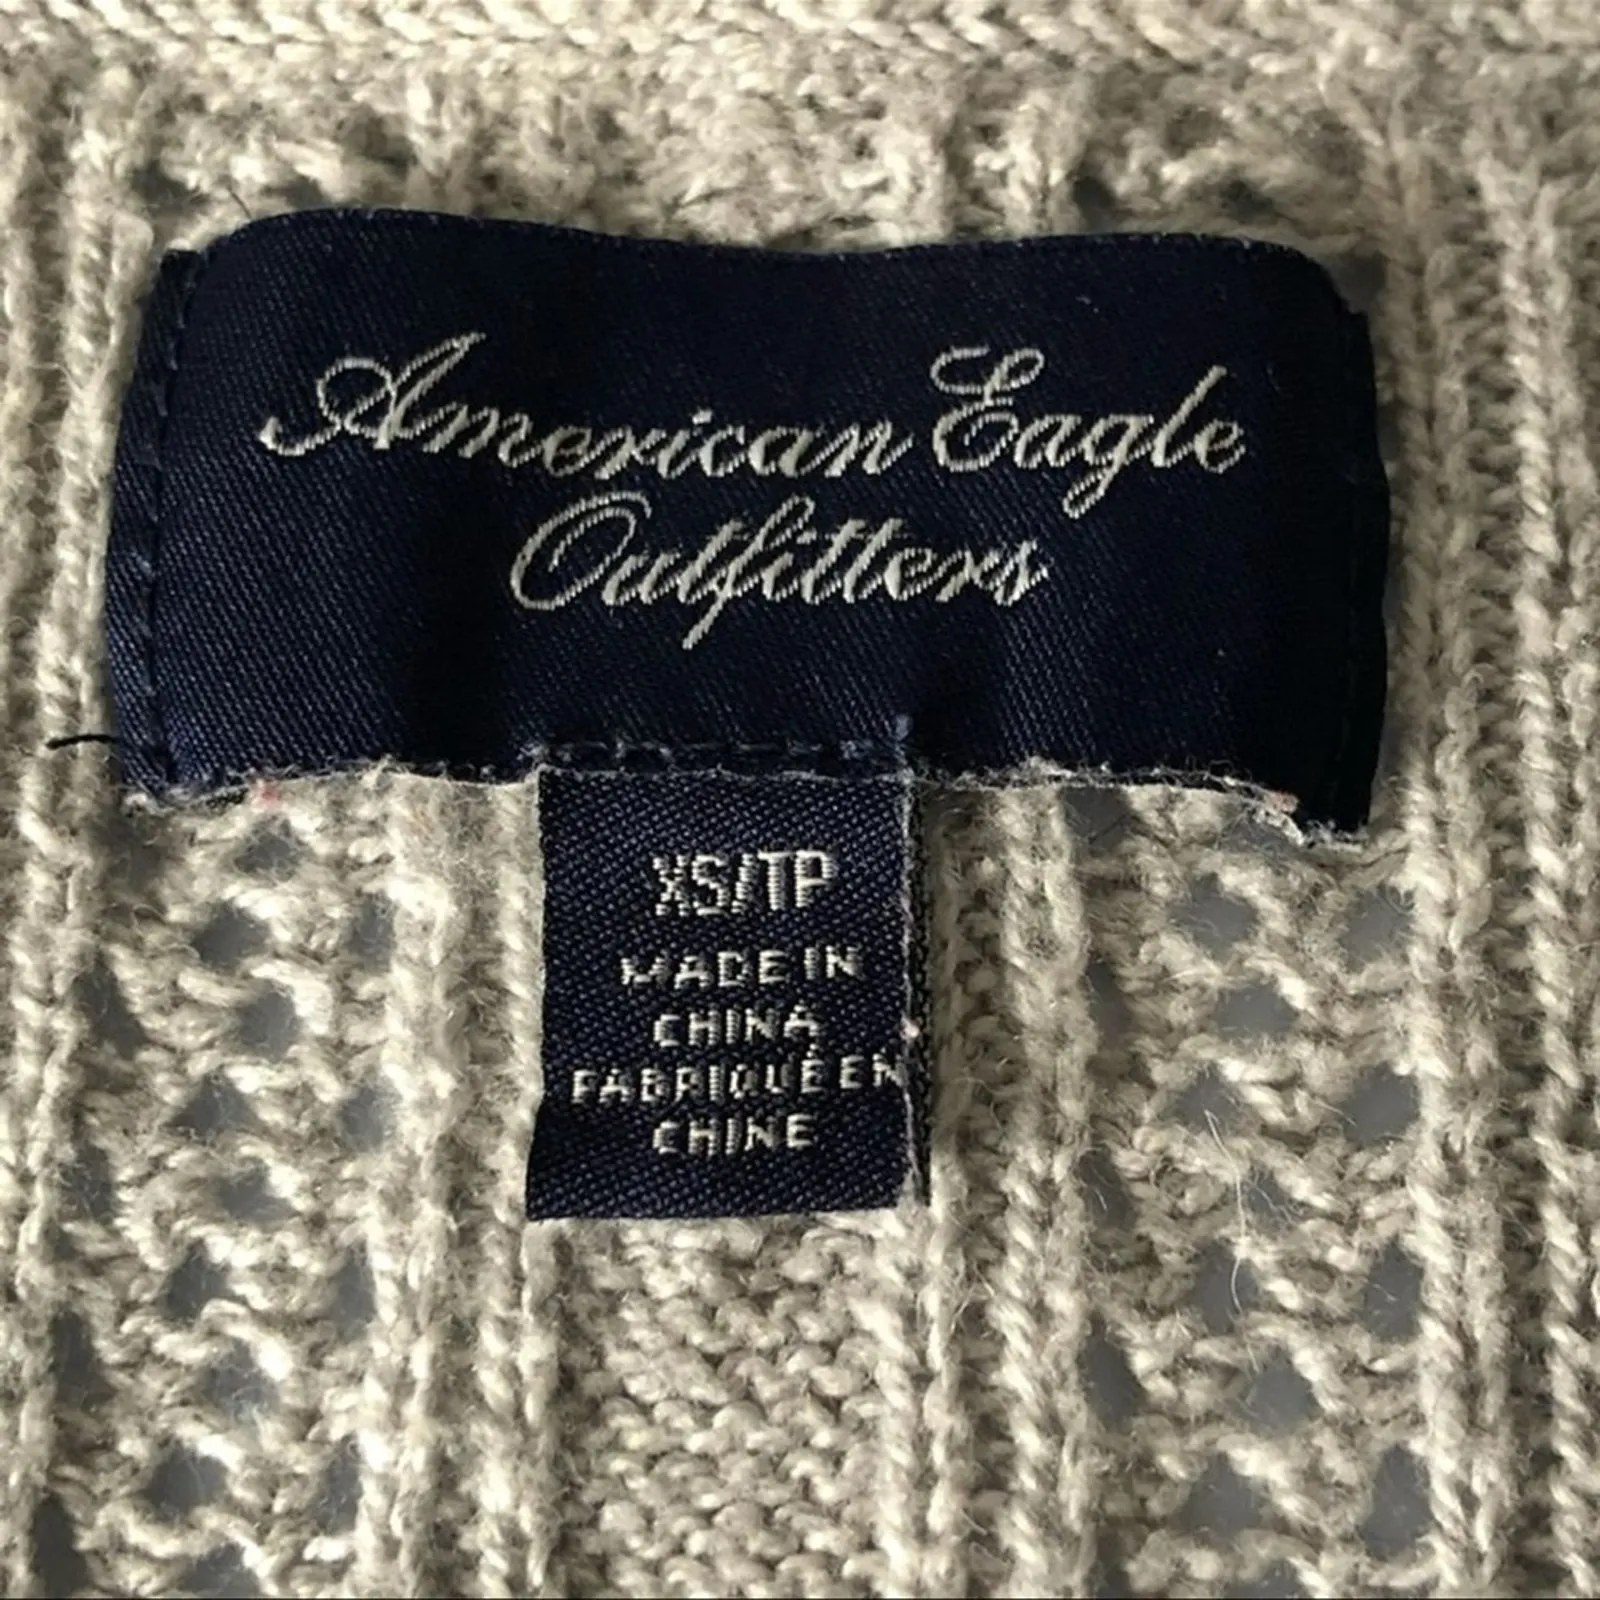 American Eagle
Outfitters
XS/TP
MADE IN
CHINA
FABRIQUÉ EN
CHINE